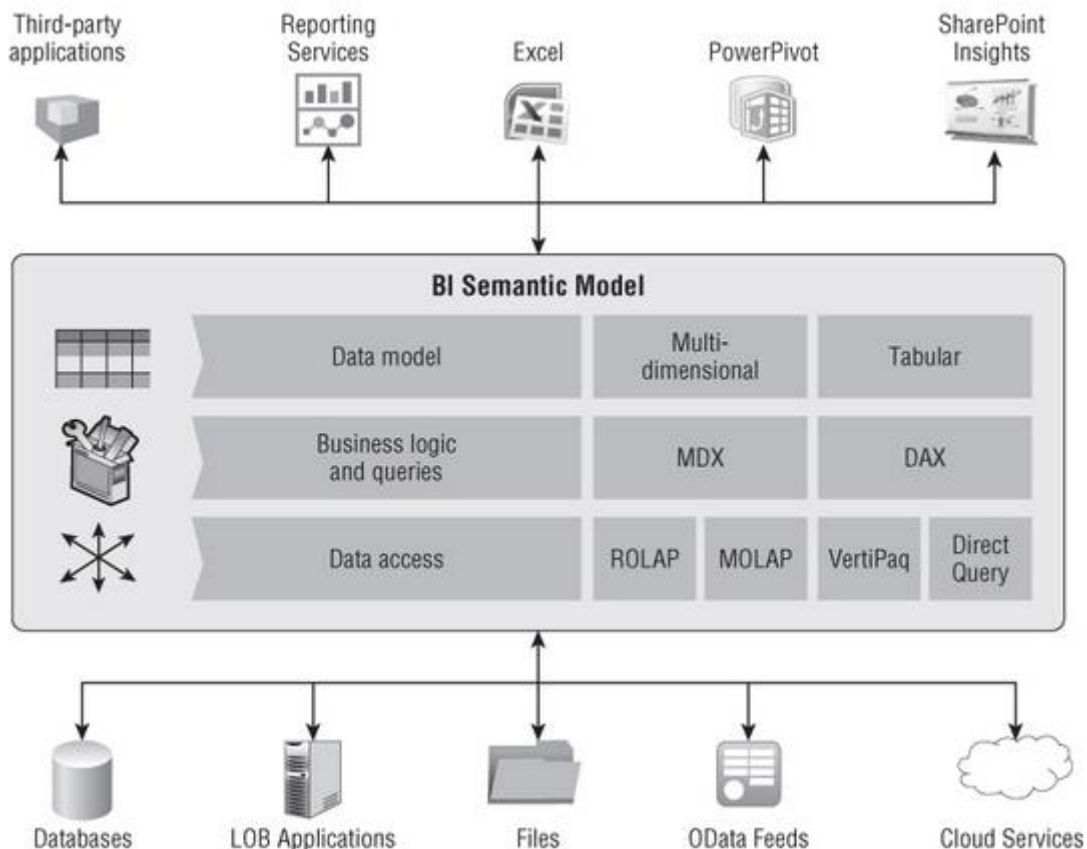 Third-party
applications
Reporting
Services
Excel
PowerPivot
SharePoint
Insights
BI Semantic Model
Data model
Multi-
dimensional
Tabular
Business logic
and queries
MDX
DAX
Data access
ROLAP
MOLAP
VertiPaq
Direct
Query
Databases
LOB Applications
Files
OData Feeds
Cloud Services